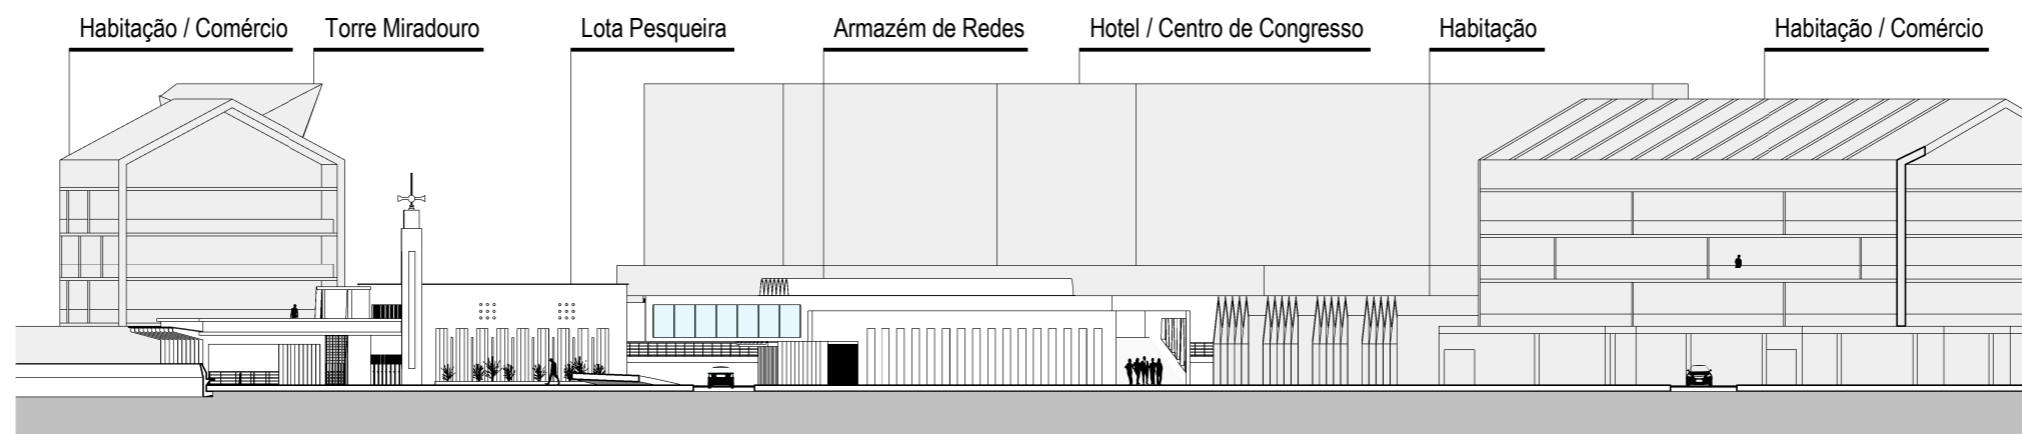 Habitação / Comércio
Torre Miradouro
Lota Pesqueira
Armazém de Redes
Hotel / Centro de Congresso
Habitação
Habitação / Comércio